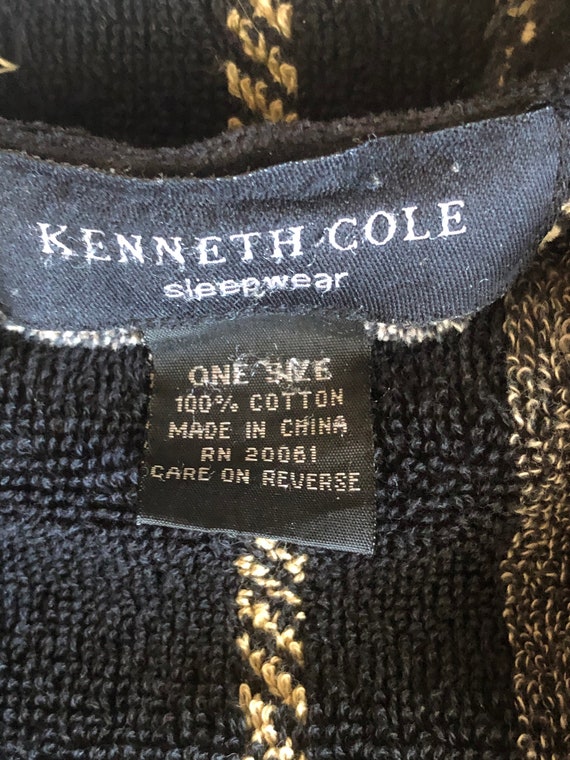 KENNETH COLE
sleepwear
ONE SIZE
100% COTTON
MADE IN CHINA
RN 20061
CARE ON REVERSE